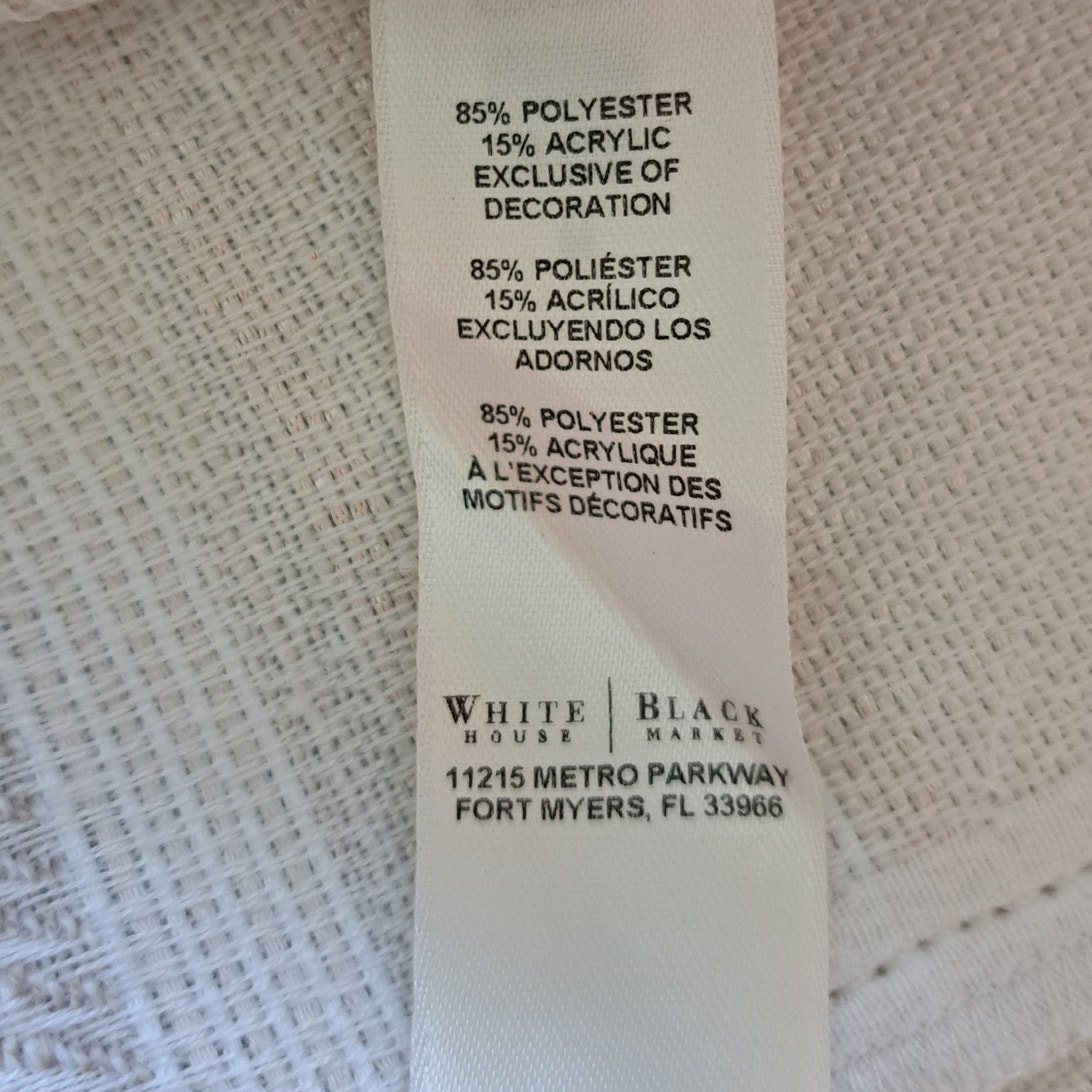 85% POLYESTER
15% ACRYLIC
EXCLUSIVE OF
DECORATION
85% POLIÉSTER
15% ACRÍLICO
EXCLUYENDO LOS
ADORNOS
85% POLYESTER
15% ACRYLIQUE
À L'EXCEPTION DES
MOTIFS DÉCORATIFS
WHITE | BLACK
HOUSE | MARKET
11215 METRO PARKWAY
FORT MYERS, FL 33966